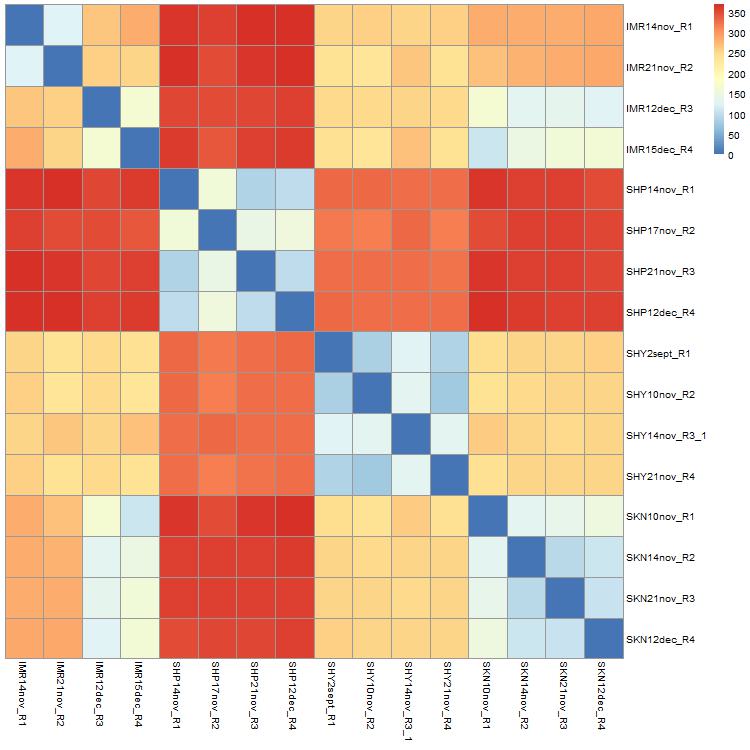 350
300
250
200
150
100
50
0
IMR14nov_R1
IMR21nov_R2
IMR12dec_R3
IMR15dec_R4
SHP14nov_R1
SHP17nov_R2
SHP21nov_R3
SHP12dec_R4
SHY2sept_R1
SHY10nov_R2
SHY14nov_R3_1
SHY21nov_R4
SKN10nov_R1
SKN14nov_R2
SKN21nov_R3
SKN12dec_R4
IMR14nov_R1
IMR21nov_R2
IMR12dec_R3
IMR15dec_R4
SHP14nov_R1
SHP17nov_R2
SHP21nov_R3
SHP12dec_R4
SHY2sept_R1
SHY10nov_R2
SHY14nov_R3_1
SHY21nov_R4
SKN10nov_R1
SKN14nov_R2
SKN21nov_R3
SKN12dec_R4